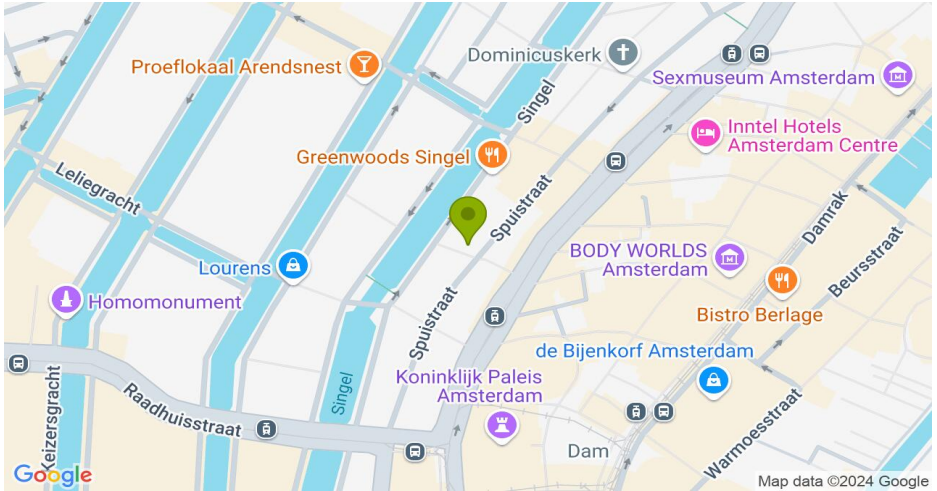 Dominicuskerk
Proeflokaal Arendsnest
Sexmuseum Amsterdam
Singel
Inntel Hotels
Amsterdam Centre
Greenwoods Singel
Leliegracht
Spuistraat
Damrak
BODY WORLDS
Amsterdam
Beursstraat
Lourens
Homomonument
Bistro Berlage
Spuistraat
de Bijenkorf Amsterdam
Singel
Koninklijk Paleis
Amsterdam
Raadhuisstraat
Keizersgracht
Warmoesstraat
Dam
Google
Map data ©2024 Google